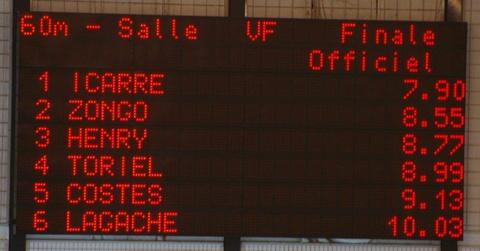 60m - Salle VF Finale
Officiel
1 ICARRE 7.90
2 ZONGO 8.55
3 HENRY 8.77
4 TORIEL 8.99
5 COSTES 9.13
6 LAGACHE 10.03